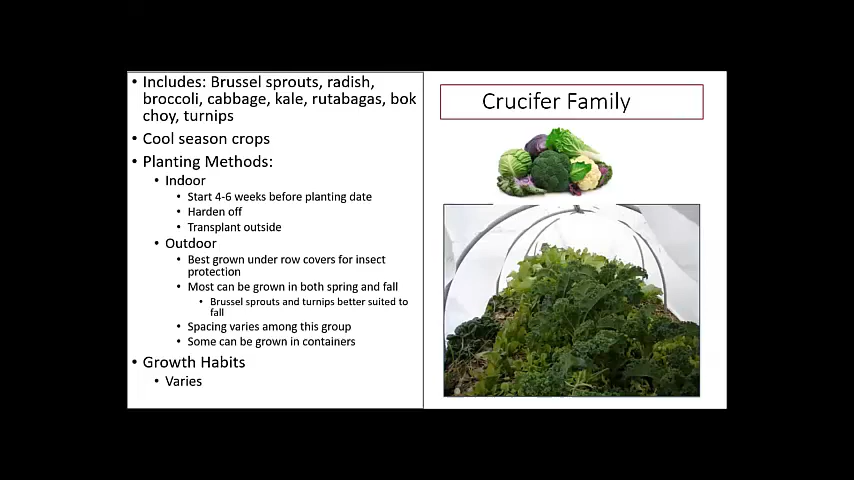 • Includes: Brussel sprouts, radish,
broccoli, cabbage, kale, rutabagas, bok
choy, turnips
• Cool season crops
• Planting Methods:
• Indoor
• Start 4-6 weeks before planting date
• Harden off
• Transplant outside
• Outdoor
• Best grown under row covers for insect
protection
• Most can be grown in both spring and fall
• Brussel sprouts and turnips better suited to
fall
• Spacing varies among this group
• Some can be grown in containers
• Growth Habits
• Varies
Crucifer Family